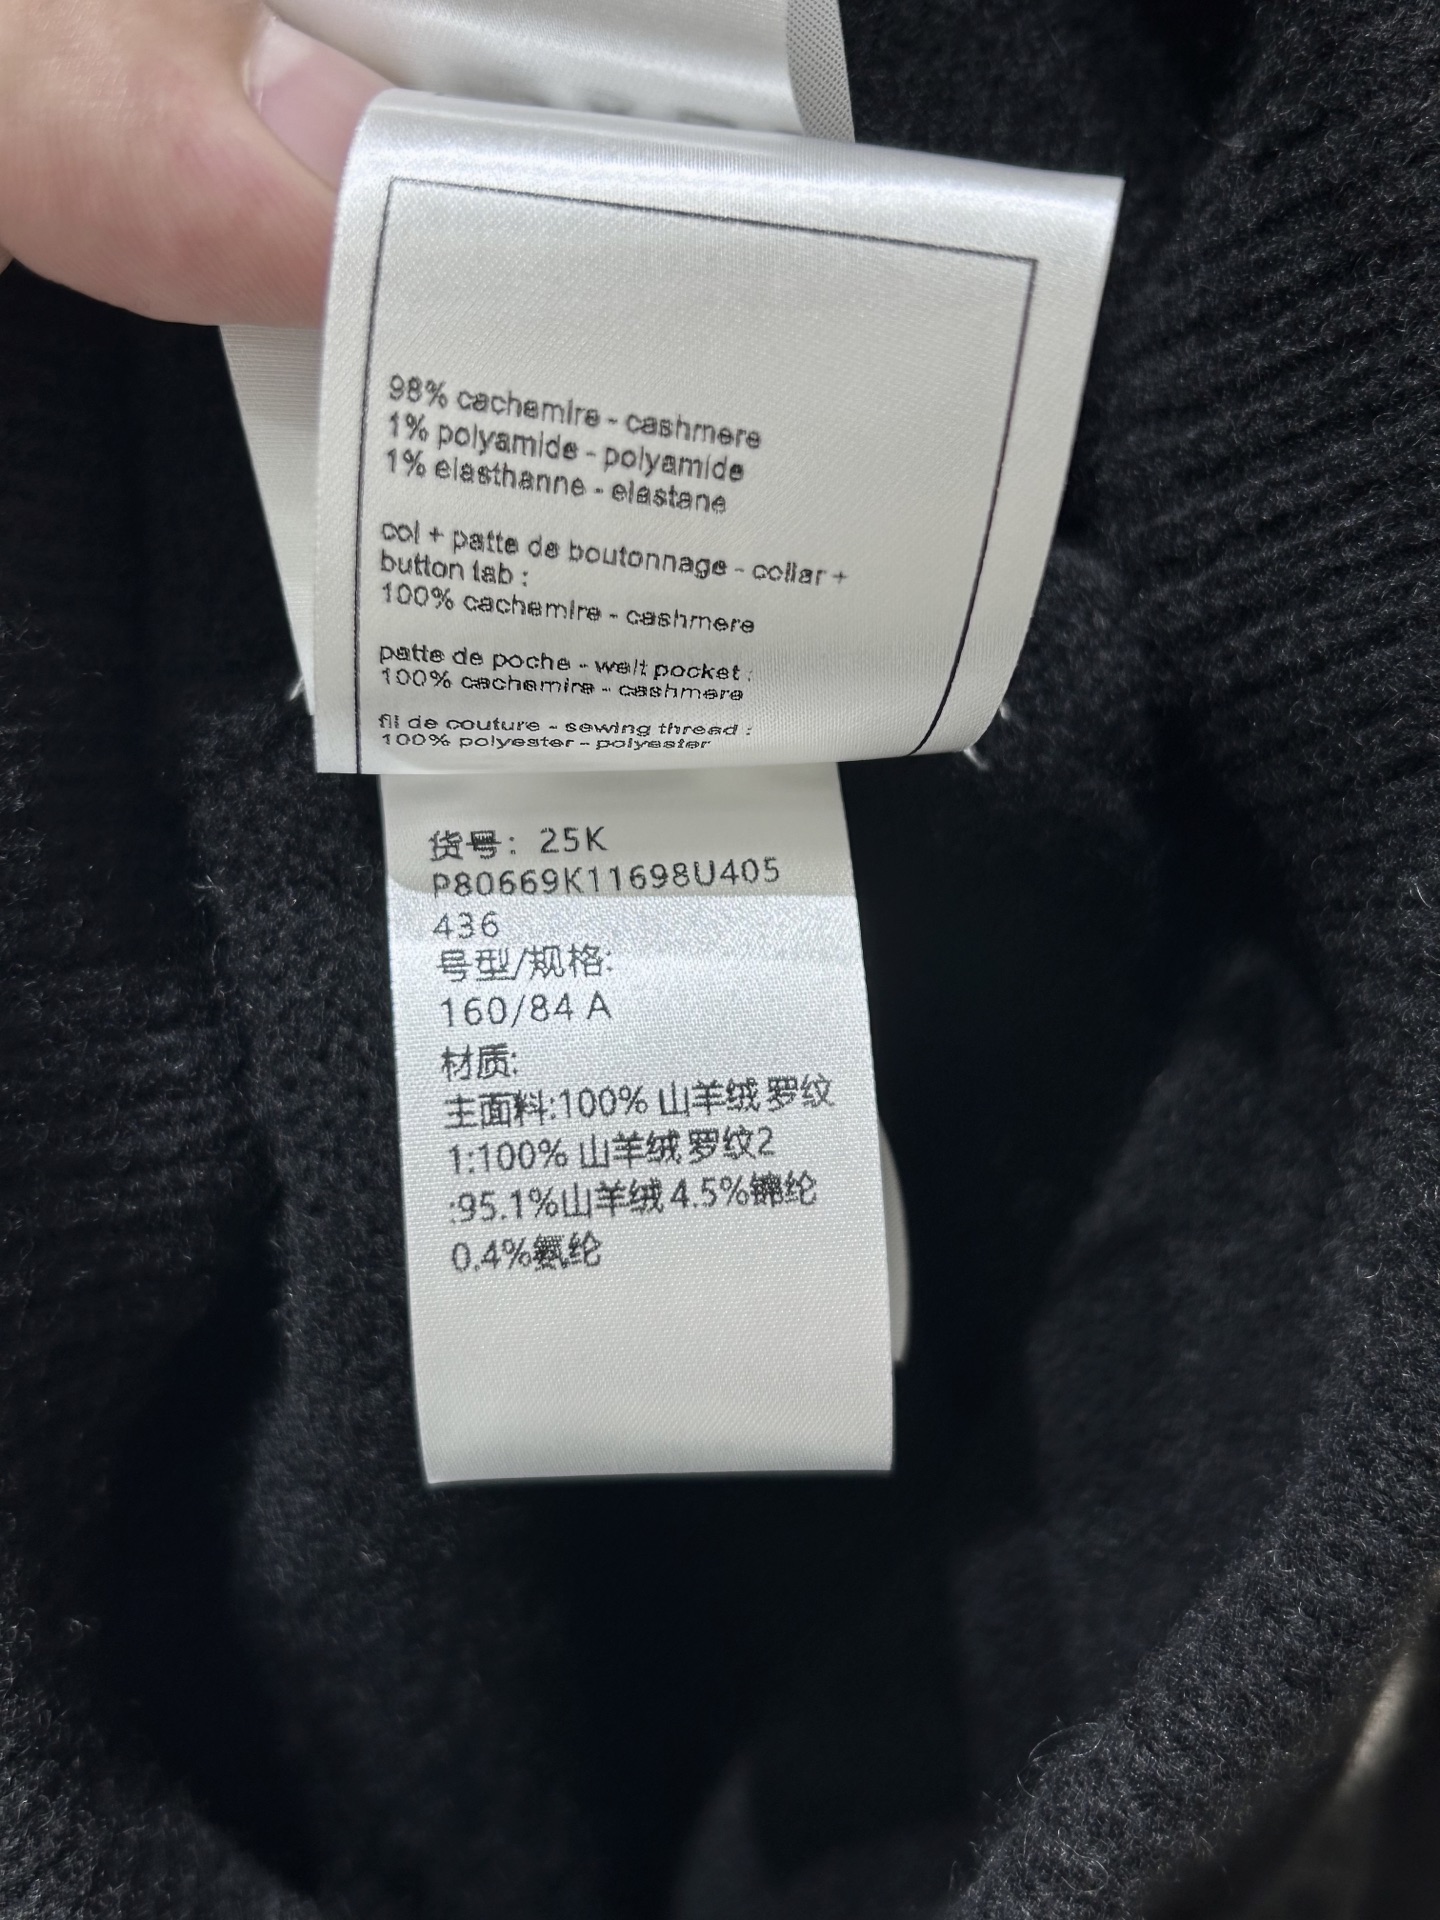 98% cachemire - cashmere
1% polyamide - polyamide
1% elasthanne - elastane
col + patte de boutonnage - collar +
button tab :
100% cachemire - cashmere
patte de poche - welt pocket :
100% cachemire - cashmere
fil de couture - sewing thread :
100% polyester - polyester
货号: 25K
P80669K11698U405
436
号型/规格:
160/84 A
材质:
主面料:100% 山羊绒 罗纹
1:100% 山羊绒 罗纹2
:95.1%山羊绒 4.5%锦纶
0.4%氨纶